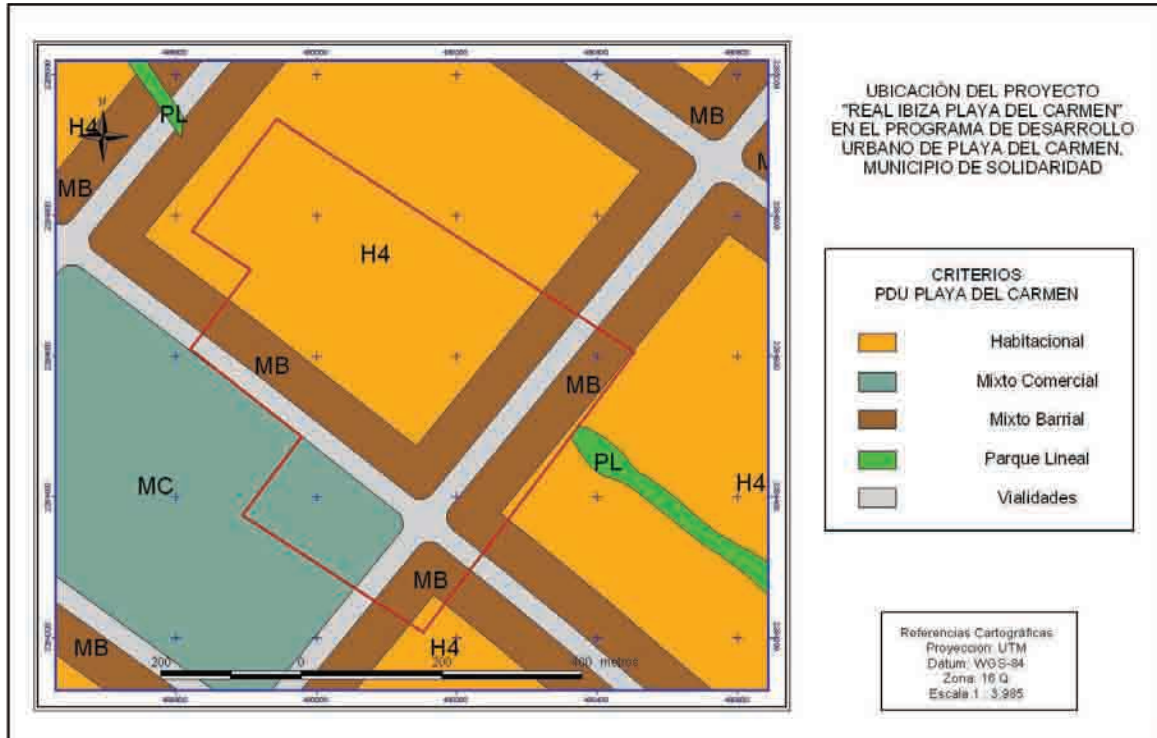 UBICACIÓN DEL PROYECTO
"REAL IBIZA PLAYA DEL CARMEN"
EN EL PROGRAMA DE DESARROLLO
URBANO DE PLAYA DEL CARMEN.
MUNICIPIO DE SOLIDARIDAD
CRITERIOS
PDU PLAYA DEL CARMEN
Habitacional
Mixto Comercial
Mixto Barrial
Parque Lineal
Vialidades
Referencias Cartográficas
Proyección: UTM
Datum: WGS-84
Zona: 16 Q
Escala 1 : 3,985
PL
MB
H4
MB
H4
MB
MB
PL
H4
MC
MB
MB
H4
200 0 200 400 metros